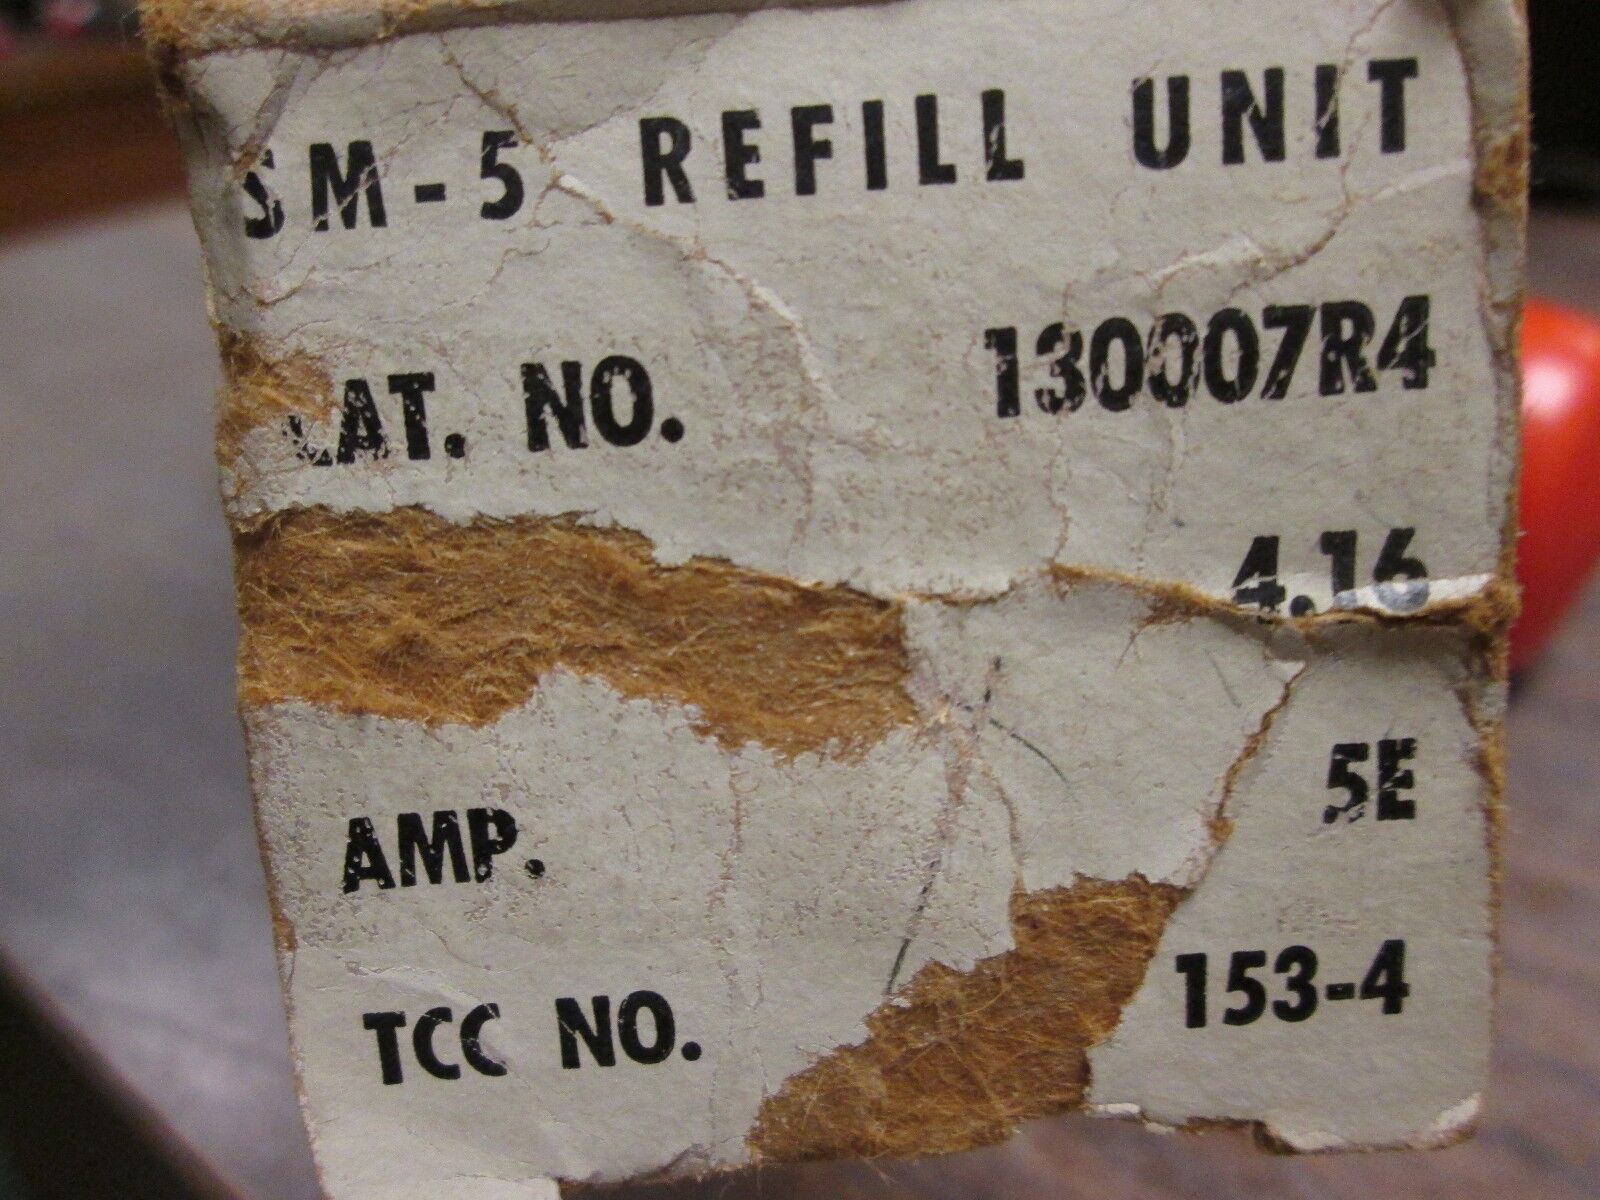 SM-5 REFILL UNIT
CAT. NO. 130007R4
4.16
AMP. 5E
TCC NO. 153-4